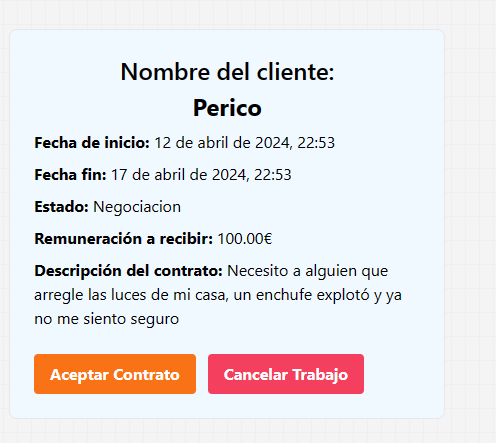 Nombre del cliente:
Perico
Fecha de inicio: 12 de abril de 2024, 22:53
Fecha fin: 17 de abril de 2024, 22:53
Estado: Negociacion
Remuneración a recibir: 100.00€
Descripción del contrato: Necesito a alguien que
arregle las luces de mi casa, un enchufe explotó y ya
no me siento seguro
Aceptar Contrato
Cancelar Trabajo